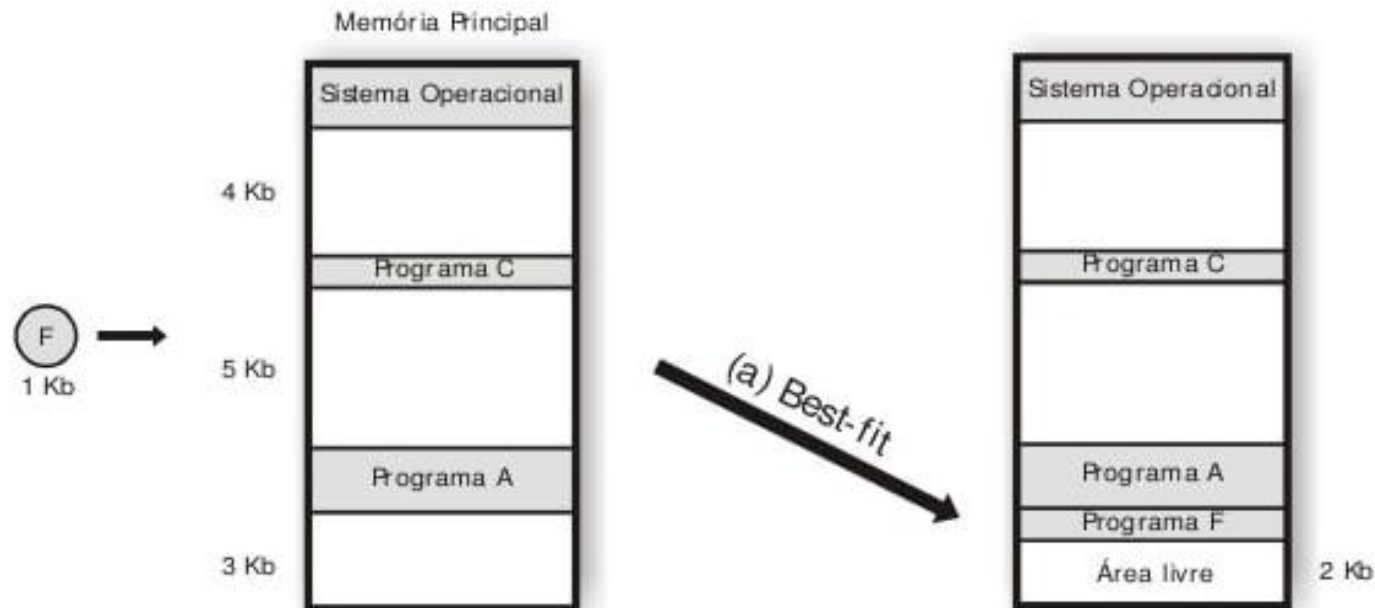 Memória Principal
Sistema Operacional
4 Kb
Programa C
F
1 Kb
5 Kb
Programa A
3 Kb
(a) Best-fit
Sistema Operacional
Programa C
Programa A
Programa F
Área livre
2 Kb